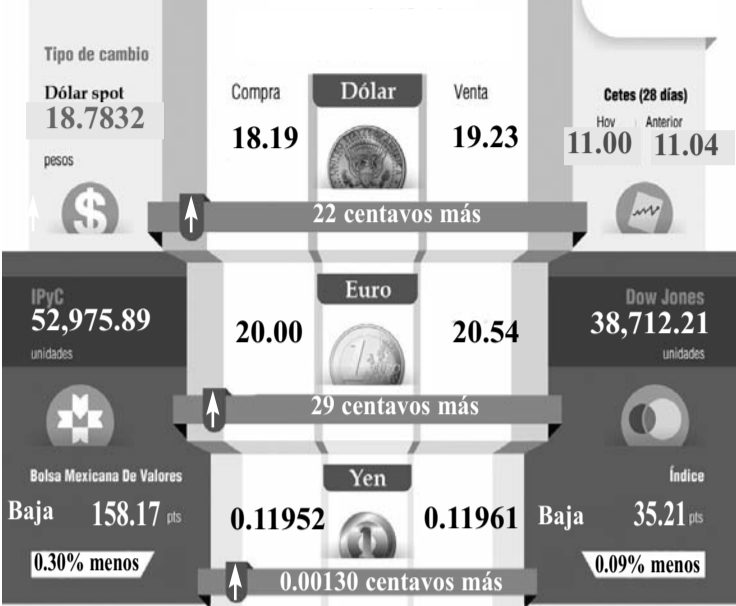 Tipo de cambio
Dólar spot
18.7832
pesos
Compra
Dólar
Venta
18.19
19.23
22 centavos más
Cetes (28 días)
Hoy Anterior
11.00 11.04
IPyC
52,975.89
unidades
Euro
20.00
20.54
29 centavos más
Dow Jones
38,712.21
unidades
Bolsa Mexicana De Valores
Baja 158.17 pts
0.30% menos
Yen
0.11952
0.11961
0.00130 centavos más
Índice
Baja 35.21 pts
0.09% menos